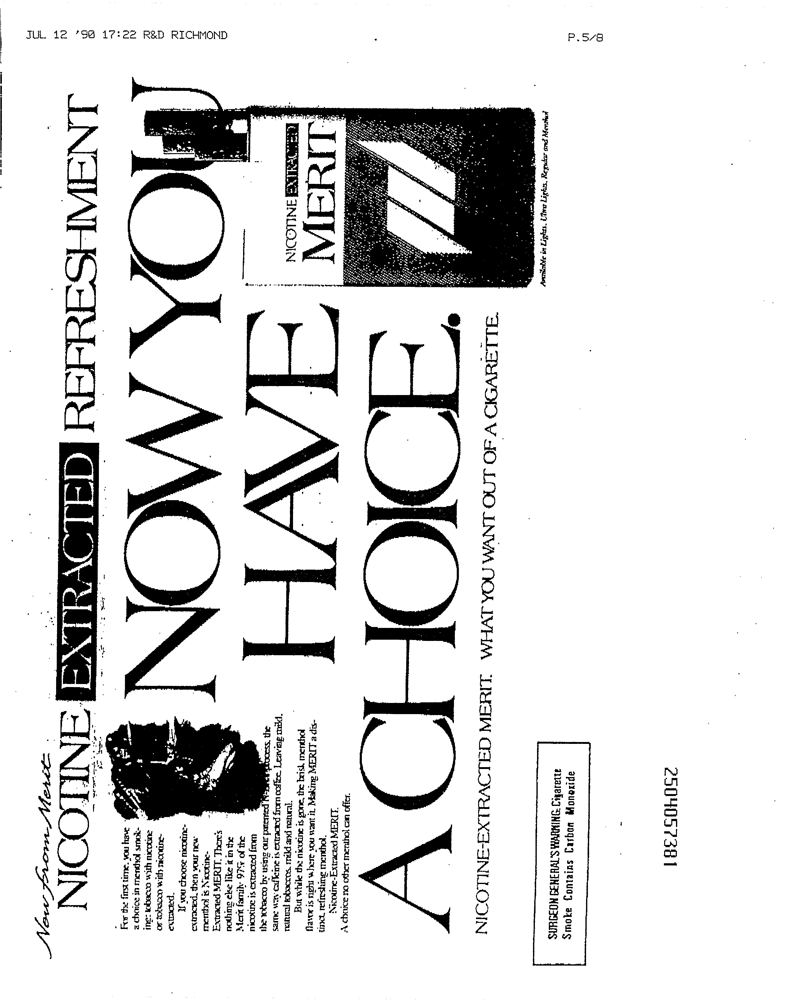 JUL 12 '90 17:22 R&D RICHMOND
P.5/8
New from Merit
NICOTINE EXTRACTED REFRESHMENT
NOW YOU
HAVE
A CHOICE.
For the first time, you have
a choice in menthol smok-
ing: tobacco with nicotine
or tobacco with nicotine-
extracted.
If you choose nicotine-
extracted, then your new
menthol is Nicotine-
Extracted MERIT. There's
nothing else like it in the
Merit family. 97% of the
nicotine is extracted from
the tobacco by using our patented process, the
same way caffeine is extracted from coffee. Leaving mild,
natural tobaccos, mild and natural.
But while the nicotine is gone, the brisk, menthol
flavor is right where you want it. Making MERIT a dis-
tinct, refreshing menthol.
Nicotine-Extracted MERIT.
A choice no other menthol can offer.
NICOTINE EXTRACTED
MERIT
Available in Lights, Ultra Lights, Regular and Menthol
NICOTINE-EXTRACTED MERIT. WHAT YOU WANT OUT OF A CIGARETTE.
SURGEON GENERAL'S WARNING: Cigarette
Smoke Contains Carbon Monoxide
2504057381